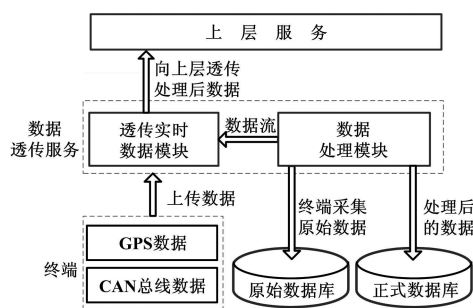 上层服务
向上层透传
处理后数据
数据
透传服务
透传实时
数据模块
数据流
数据
处理模块
上传数据
终端采集
原始数据
处理后
的数据
终端
GPS数据
CAN总线数据
原始数据库
正式数据库